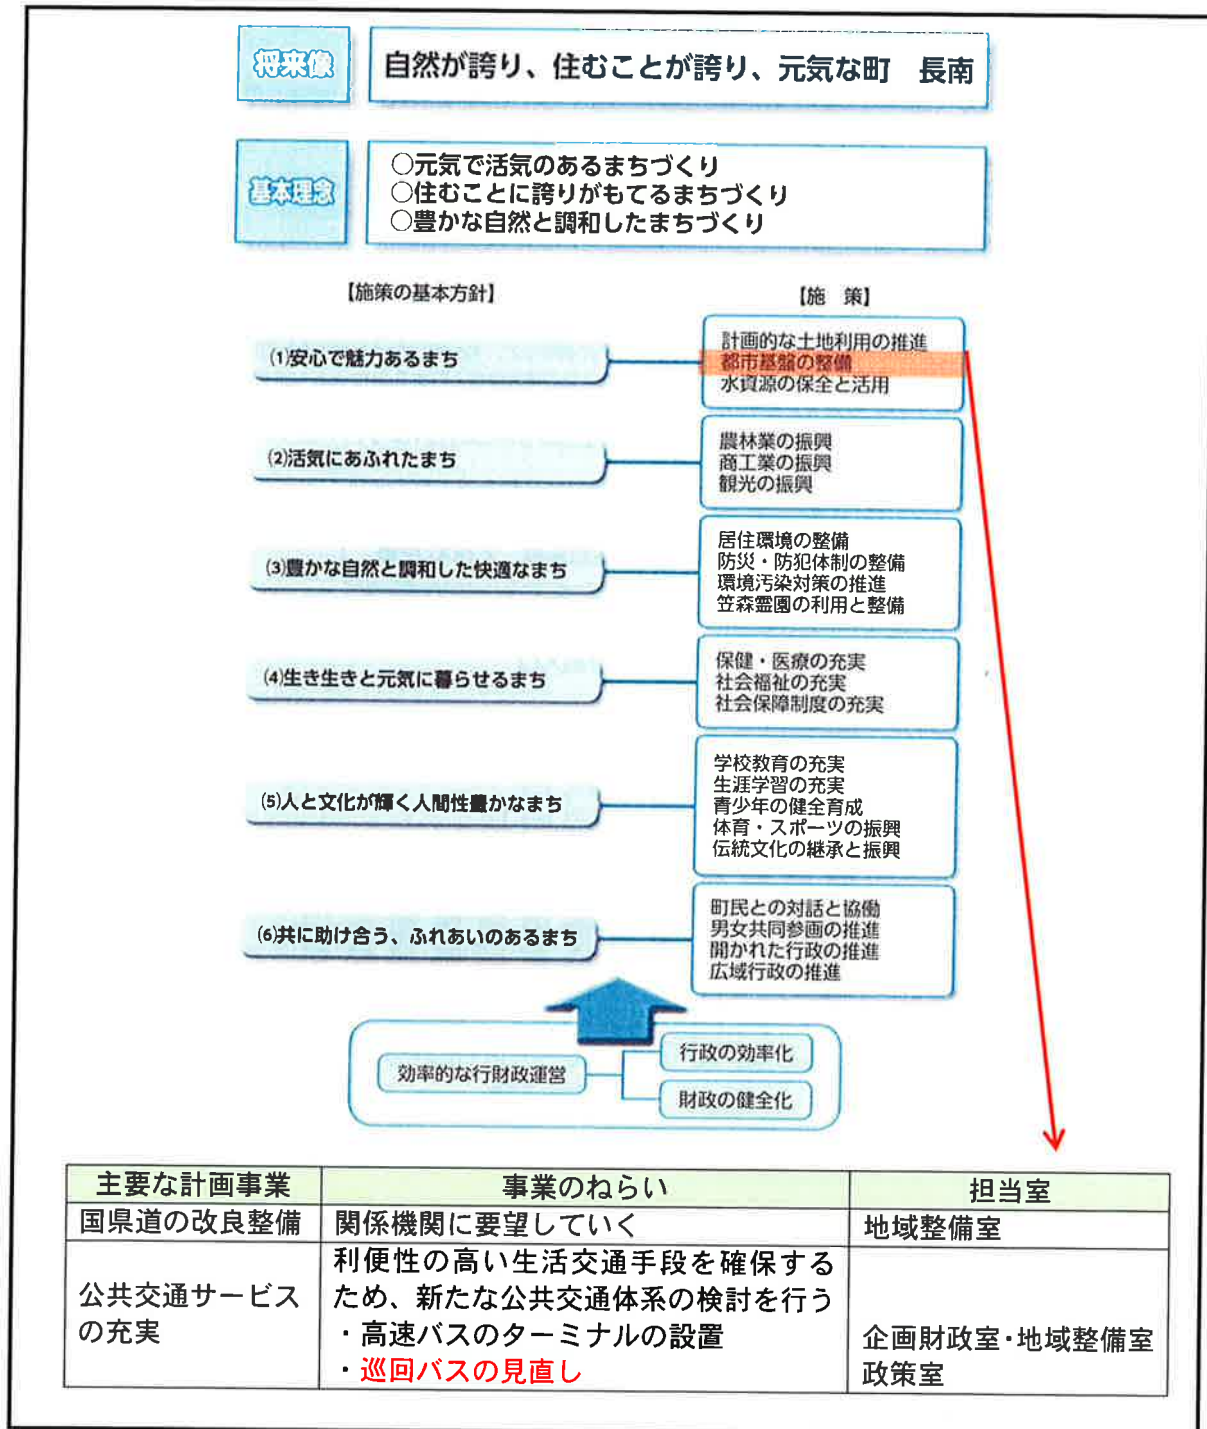 将来像
自然が誇り、住むことが誇り、元気な町　長南
基本理念
○元気で活気のあるまちづくり
○住むことに誇りがもてるまちづくり
○豊かな自然と調和したまちづくり
【施策の基本方針】
【施　策】
(1)安心で魅力あるまち
計画的な土地利用の推進
都市基盤の整備
水資源の保全と活用
(2)活気にあふれたまち
農林業の振興
商工業の振興
観光の振興
(3)豊かな自然と調和した快適なまち
居住環境の整備
防災・防犯体制の整備
環境汚染対策の推進
笠森霊園の利用と整備
(4)生き生きと元気に暮らせるまち
保健・医療の充実
社会福祉の充実
社会保障制度の充実
(5)人と文化が輝く人間性豊かなまち
学校教育の充実
生涯学習の充実
青少年の健全育成
体育・スポーツの振興
伝統文化の継承と振興
(6)共に助け合う、ふれあいのあるまち
町民との対話と協働
男女共同参画の推進
開かれた行政の推進
広域行政の推進
効率的な行財政運営
行政の効率化
財政の健全化
主要な計画事業
事業のねらい
担当室
国県道の改良整備
関係機関に要望していく
地域整備室
公共交通サービス
の充実
利便性の高い生活交通手段を確保する
ため、新たな公共交通体系の検討を行う
・高速バスのターミナルの設置
・巡回バスの見直し
企画財政室・地域整備室
政策室